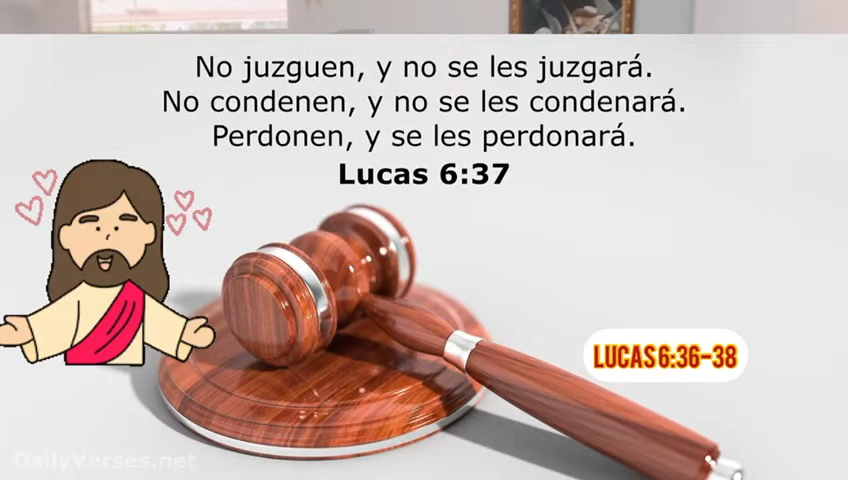 No juzguen, y no se les juzgará.
No condenen, y no se les condenará.
Perdonen, y se les perdonará.
Lucas 6:37
LUCAS 6:36-38
DailyVerses.net